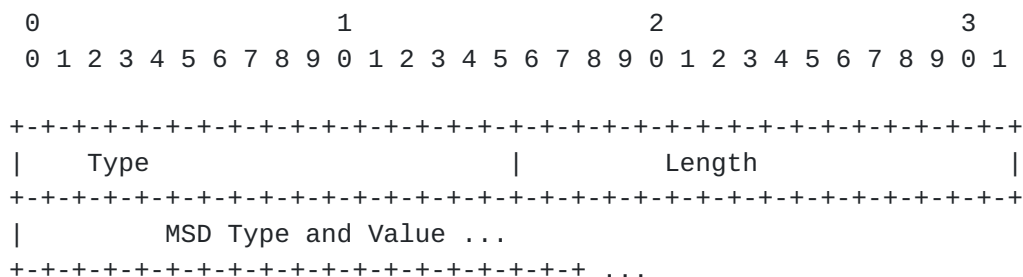 0                   1                   2                   3
 0 1 2 3 4 5 6 7 8 9 0 1 2 3 4 5 6 7 8 9 0 1 2 3 4 5 6 7 8 9 0 1

+-+-+-+-+-+-+-+-+-+-+-+-+-+-+-+-+-+-+-+-+-+-+-+-+-+-+-+-+-+-+-+-+
|    Type                       |         Length                |
+-+-+-+-+-+-+-+-+-+-+-+-+-+-+-+-+-+-+-+-+-+-+-+-+-+-+-+-+-+-+-+-+
|         MSD Type and Value ...
+-+-+-+-+-+-+-+-+-+-+-+-+-+-+-+-+-+-+ ...